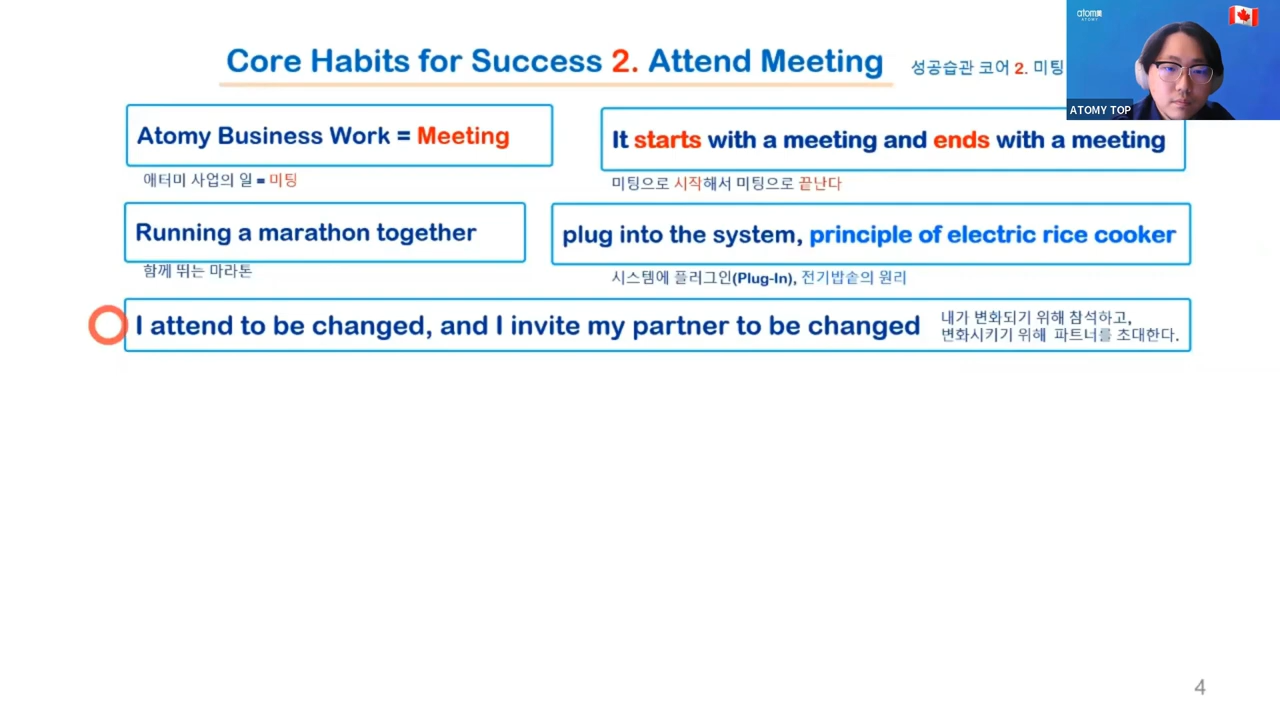 atom美
ATOMY
Core Habits for Success 2. Attend Meeting
성공습관 코어 2. 미팅
ATOMY TOP
Atomy Business Work = Meeting
It starts with a meeting and ends with a meeting
애터미 사업의 일 = 미팅
미팅으로 시작해서 미팅으로 끝난다
Running a marathon together
plug into the system, principle of electric rice cooker
함께 뛰는 마라톤
시스템에 플러그인(Plug-In), 전기밥솥의 원리
I attend to be changed, and I invite my partner to be changed
내가 변화되기 위해 참석하고,
변화시키기 위해 파트너를 초대한다.
4